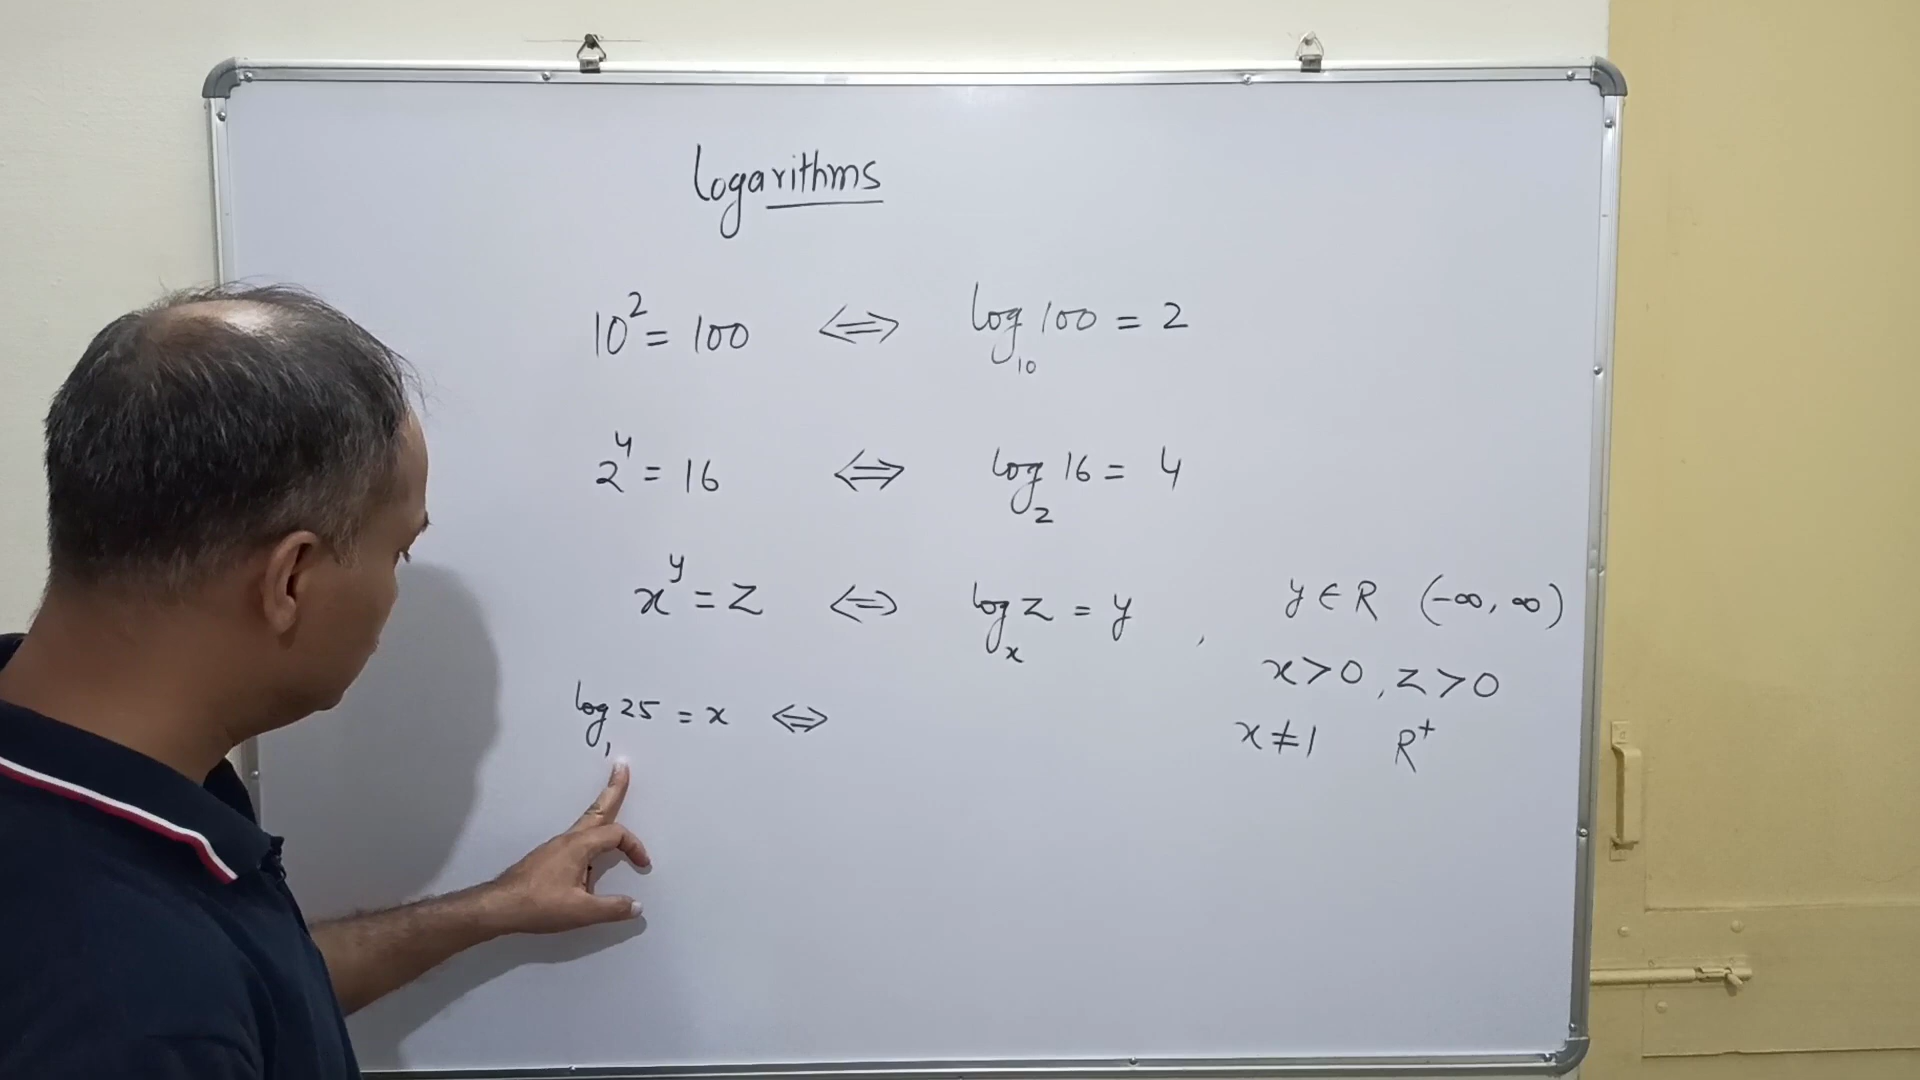 Logarithms
10² = 100 ⇔ log₁₀ 100 = 2
2⁴ = 16 ⇔ log₂ 16 = 4
x^y = z ⇔ log_x z = y , y ∈ R (-∞, ∞)
x > 0 , z > 0
log₁ 25 = x ⇔
x ≠ 1 R⁺